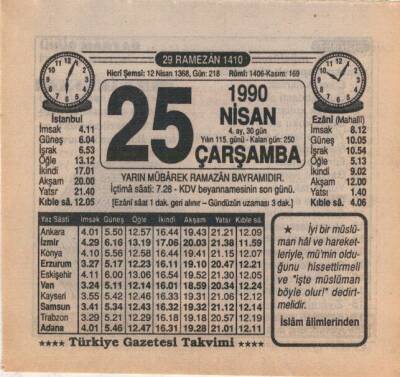 29 RAMEZÂN 1410
Hicrî Şemsî: 12 Nisan 1368, Gün: 218 Rûmî: 1406-Kasım: 169
İstanbul
İmsak 4.11
Güneş 6.04
İşrak 6.53
Öğle 13.12
İkindi 17.01
Akşam 20.00
Yatsı 21.40
Kıble sâ. 12.05
25
1990
NİSAN
4. ay, 30 gün
Yılın 115. günü - Kalan gün: 250
ÇARŞAMBA
Ezânî (Mahallî)
İmsak 8.12
Güneş 10.05
İşrak 10.54
Öğle 5.13
İkindi 9.02
Akşam 12.00
Yatsı 1.40
Kıble sâ. 4.06
YARIN MÜBÂREK RAMAZÂN BAYRAMIDIR.
İçtimâ sâati: 7.28 - KDV beyannamesinin son günü.
[Ezânî sâat 1 dak. geri alınır – Gündüzün uzaması 3 dak.]
Yaz Sâati İmsak Güneş Öğle İkindi Akşam Yatsı Kıble sâ.
Ankara 4.01 5.50 12.57 16.44 19.43 21.21 12.09
İzmir 4.29 6.16 13.19 17.06 20.03 21.38 11.59
Konya 4.10 5.56 12.58 16.44 19.41 21.15 12.07
Erzurum 3.27 5.17 12.23 16.11 19.10 20.47 12.21
Eskişehir 4.11 6.00 13.06 16.54 19.52 21.30 12.05
Van 3.24 5.11 12.14 16.01 18.59 20.34 12.24
Kayseri 3.55 5.42 12.45 16.32 19.30 21.06 12.12
Samsun 3.41 5.34 12.43 16.32 19.32 21.12 12.14
Trabzon 3.29 5.21 12.29 16.18 19.18 20.57 12.19
Adana 4.01 5.46 12.47 16.31 19.28 21.01 12.11
★ İyi bir müslü-
man hâl ve hareket-
leriyle, mü'min oldu-
ğunu hissettirmeli
ve "işte müslüman
böyle olur!" dedirt-
melidir.
İslâm âlimlerinden
★★★★ Türkiye Gazetesi Takvimi ★★★★